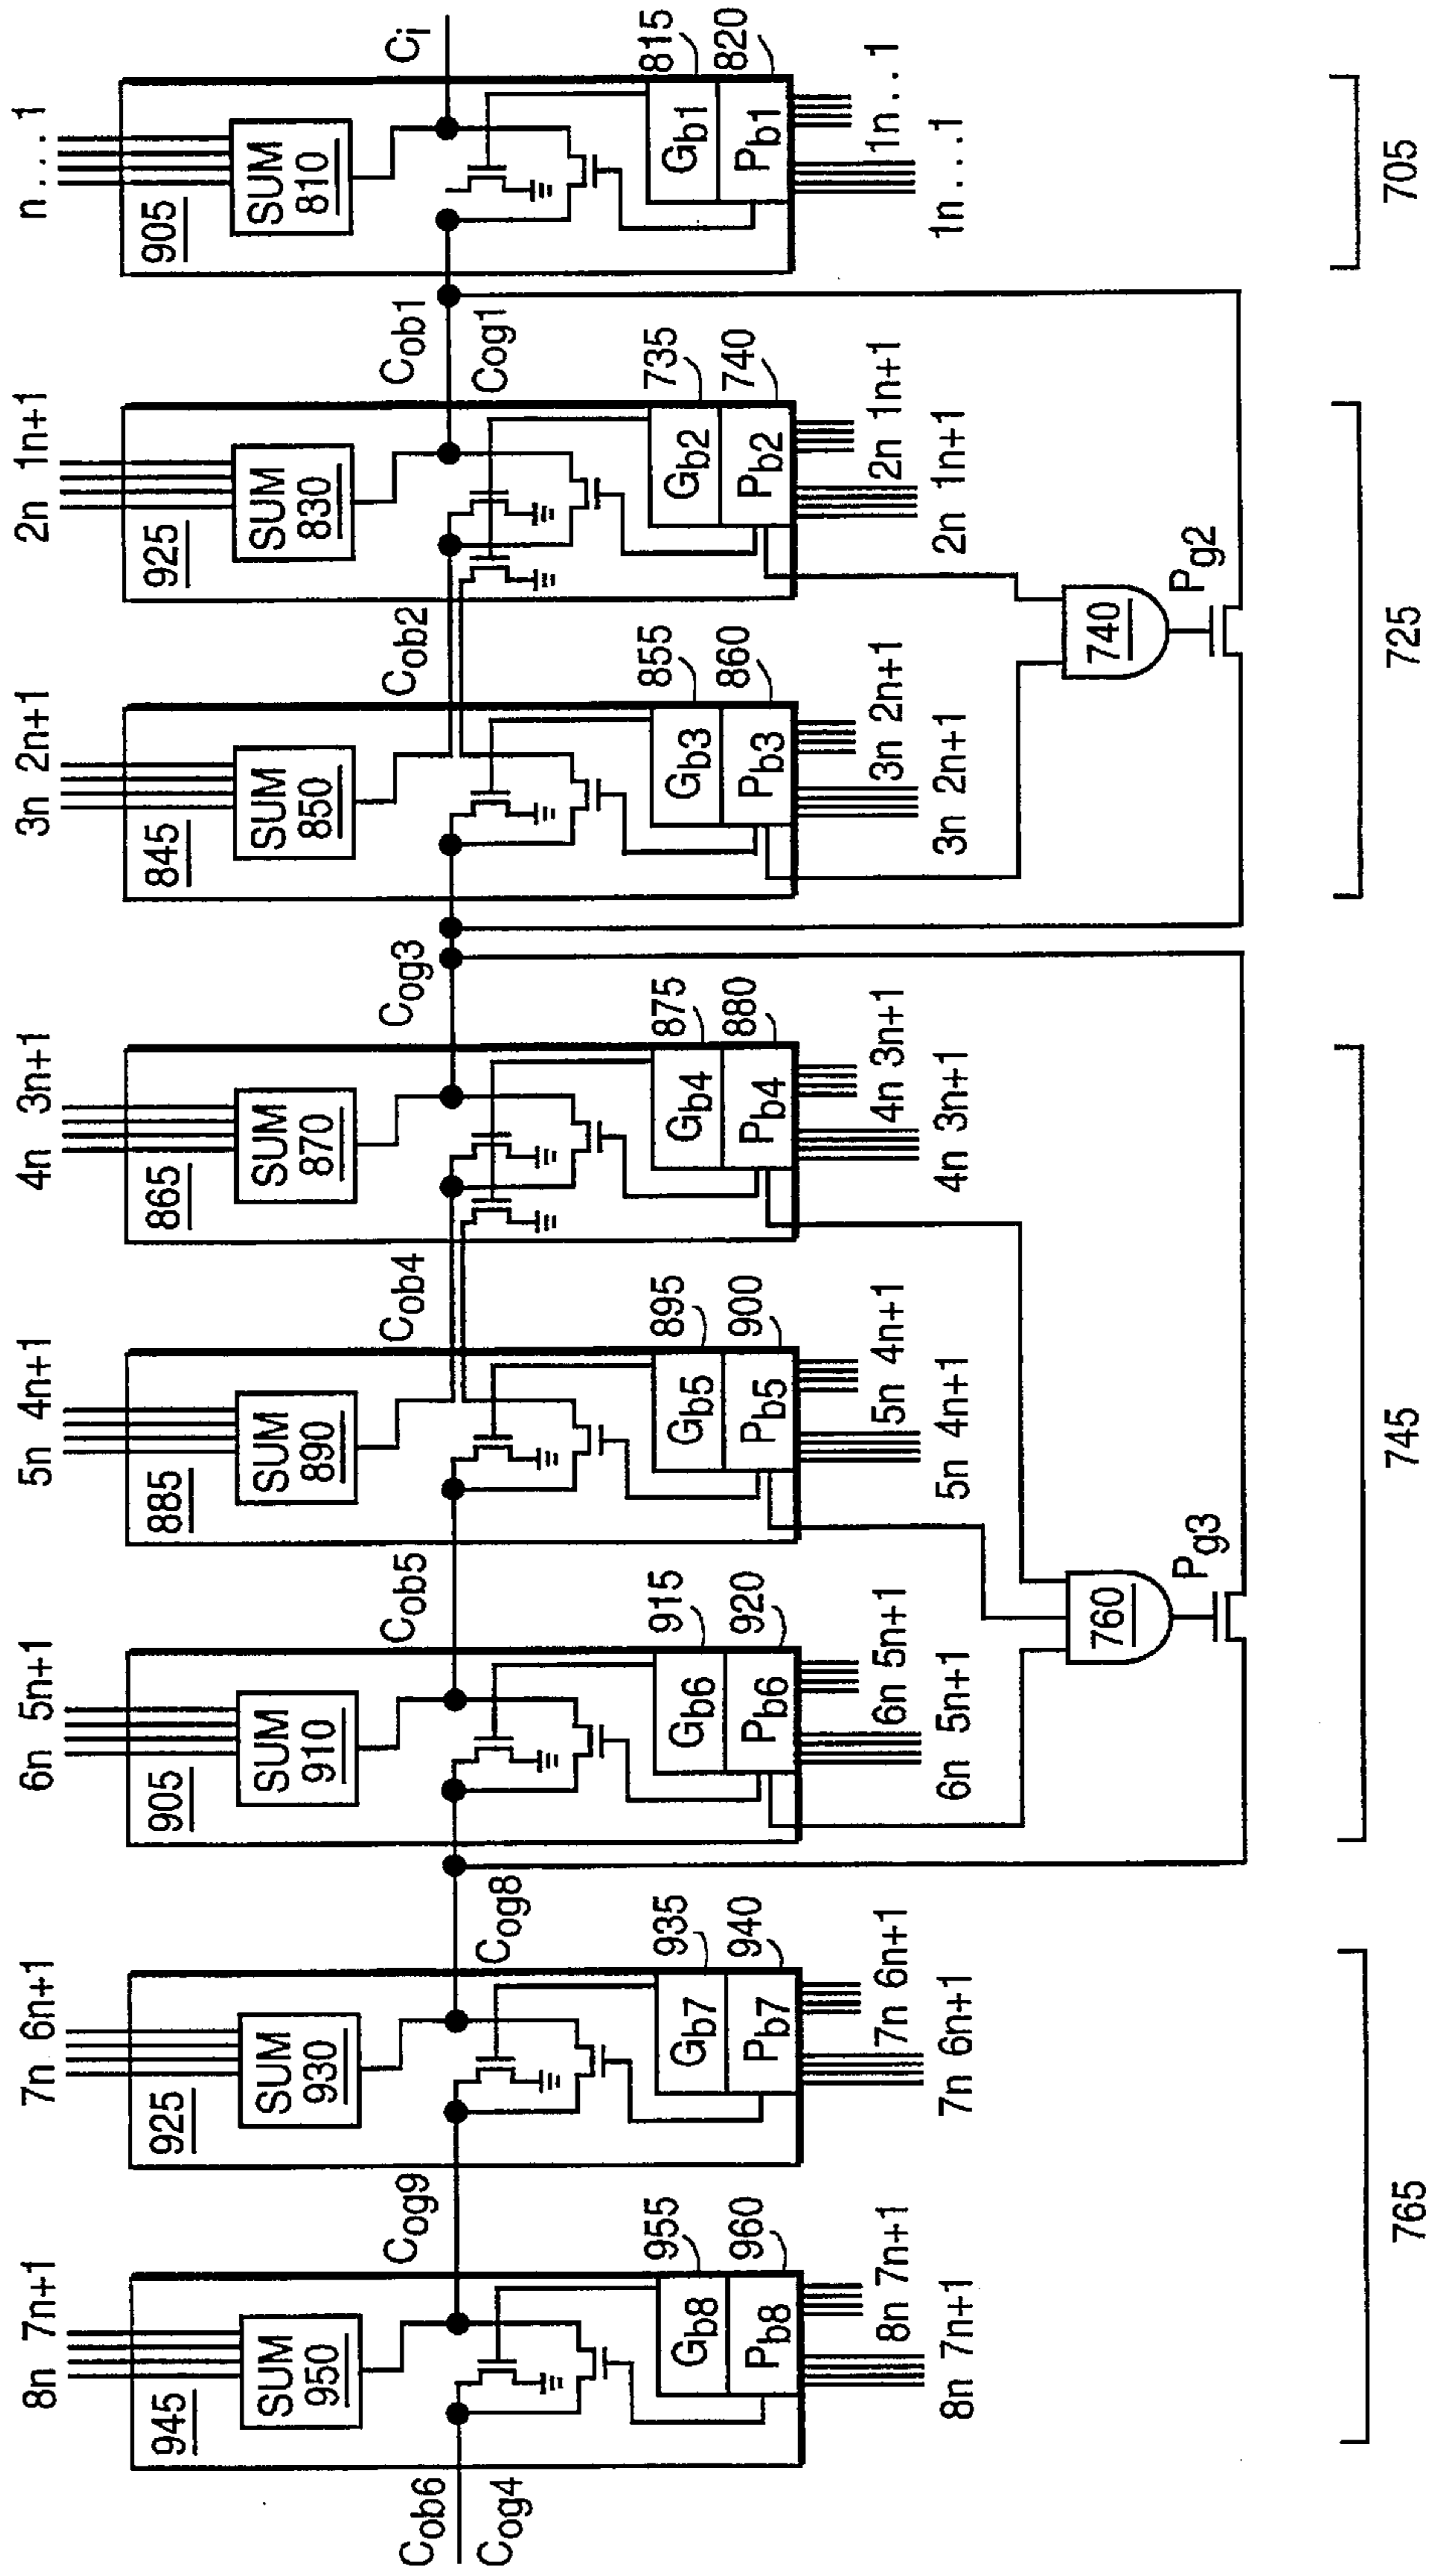 8n 7n+1
7n 6n+1
6n 5n+1
5n 4n+1
4n 3n+1
3n 2n+1
2n 1n+1
n...1
945
SUM
950
925
SUM
930
905
SUM
910
885
SUM
890
865
SUM
870
845
SUM
850
925
SUM
830
905
SUM
810
Cob6
Cog4
Cog9
Cog8
Cob5
Cob4
Cog3
Cob2
Cob1
Cog1
Ci
955
960
Gb8
Pb8
935
940
Gb7
Pb7
915
920
Gb6
Pb6
895
900
Gb5
Pb5
875
880
Gb4
Pb4
855
860
Gb3
Pb3
735
740
Gb2
Pb2
815
820
Gb1
Pb1
8n 7n+1
8n 7n+1
7n 6n+1
7n 6n+1
6n 5n+1
6n 5n+1
5n 4n+1
5n 4n+1
4n 3n+1
4n 3n+1
3n 2n+1
3n 2n+1
2n 1n+1
2n 1n+1
1n...1
1n...1
760
Pg3
740
Pg2
765
745
725
705